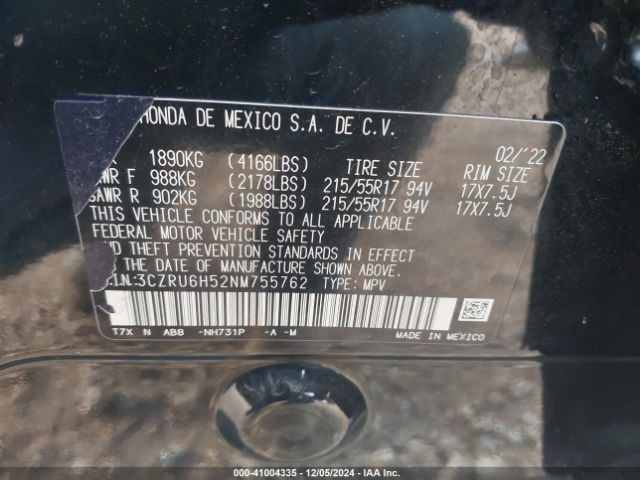 HONDA DE MEXICO S.A. DE C.V.
02/'22
1890KG (4166LBS) TIRE SIZE RIM SIZE
F 988KG (2178LBS) 215/55R17 94V 17X7.5J
GAWR R 902KG (1988LBS) 215/55R17 94V 17X7.5J
THIS VEHICLE CONFORMS TO ALL APPLICABLE
FEDERAL MOTOR VEHICLE SAFETY
AND THEFT PREVENTION STANDARDS IN EFFECT
ON THE DATE OF MANUFACTURE SHOWN ABOVE.
V.I.N.:3CZRU6H52NM755762 TYPE: MPV
T7X N AB8 -NH731P -A -M MADE IN MEXICO
000-41004335 - 12/05/2024 - IAA Inc.